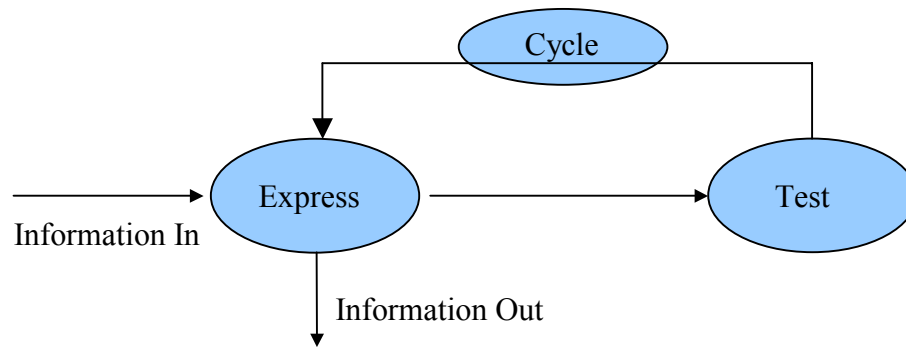 Cycle
Express
Test
Information In
Information Out